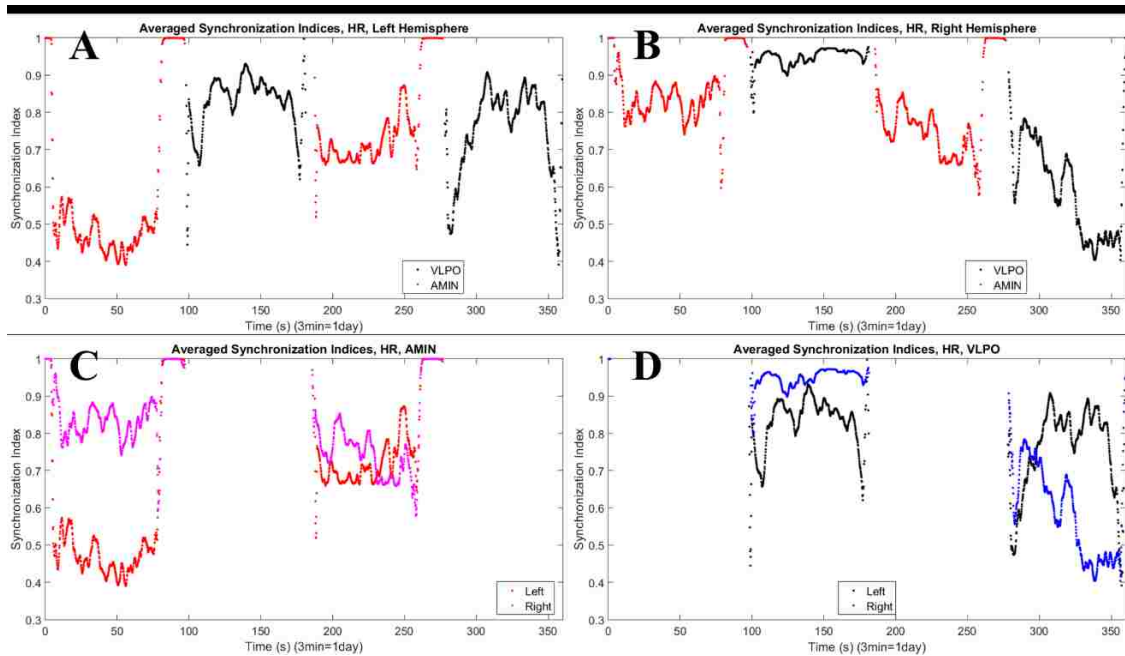 Averaged Synchronization Indices, HR, Left Hemisphere
A
Synchronization Index
1
0.9
0.8
0.7
0.6
0.5
0.4
0.3
VLPO
AMIN
0 50 100 150 200 250 300 350
Time (s) (3min=1day)
Averaged Synchronization Indices, HR, Right Hemisphere
B
Synchronization Index
1
0.9
0.8
0.7
0.6
0.5
0.4
0.3
VLPO
AMIN
0 50 100 150 200 250 300 350
Time (s) (3min=1day)
Averaged Synchronization Indices, HR, AMIN
C
Synchronization Index
1
0.9
0.8
0.7
0.6
0.5
0.4
0.3
Left
Right
0 50 100 150 200 250 300 350
Time (s) (3min=1day)
Averaged Synchronization Indices, HR, VLPO
D
Synchronization Index
1
0.9
0.8
0.7
0.6
0.5
0.4
0.3
Left
Right
0 50 100 150 200 250 300 350
Time (s) (3min=1day)